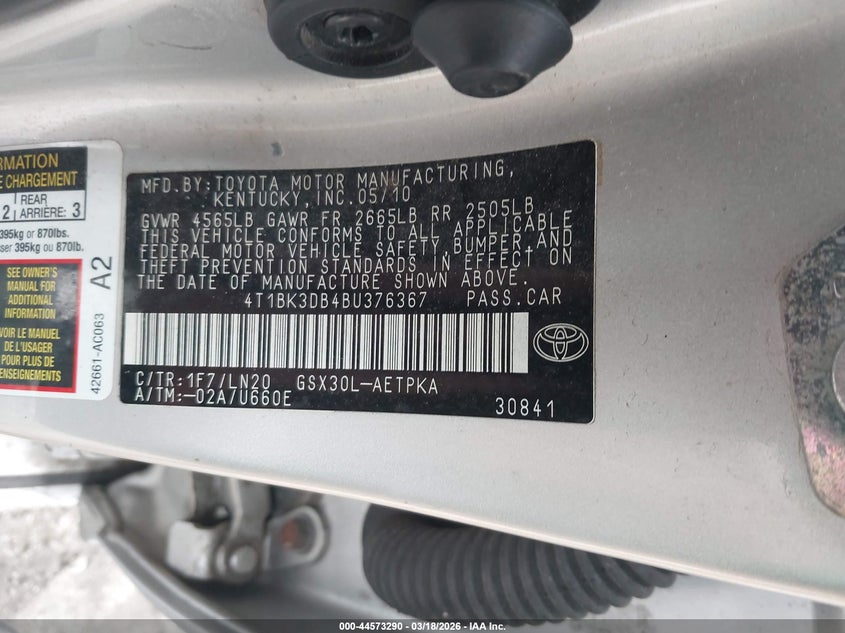 RMATION
E CHARGEMENT
2 REAR
ARRIÈRE: 3
395kg or 870lbs.
ser 395kg ou 870lb.
SEE OWNER'S
MANUAL FOR
ADDITIONAL
INFORMATION
VOIR LE MANUEL
DE L'USAGER
POUR PLUS DE
RENSEIGNEMENTS
42661-AC063
A2
MFD.BY:TOYOTA MOTOR MANUFACTURING,
KENTUCKY, INC.05/10
GVWR 4565LB GAWR FR 2665LB RR 2505LB
THIS VEHICLE CONFORMS TO ALL APPLICABLE
FEDERAL MOTOR VEHICLE SAFETY,BUMPER,AND
THEFT PREVENTION STANDARDS IN EFFECT ON
THE DATE OF MANUFACTURE SHOWN ABOVE.
4T1BK3DB4BU376367 PASS.CAR
C/TR:1F7/LN20 GSX30L-AETPKA
A/TM:-02A/U660E
30841
000-44573290 - 03/18/2026 - IAA Inc.